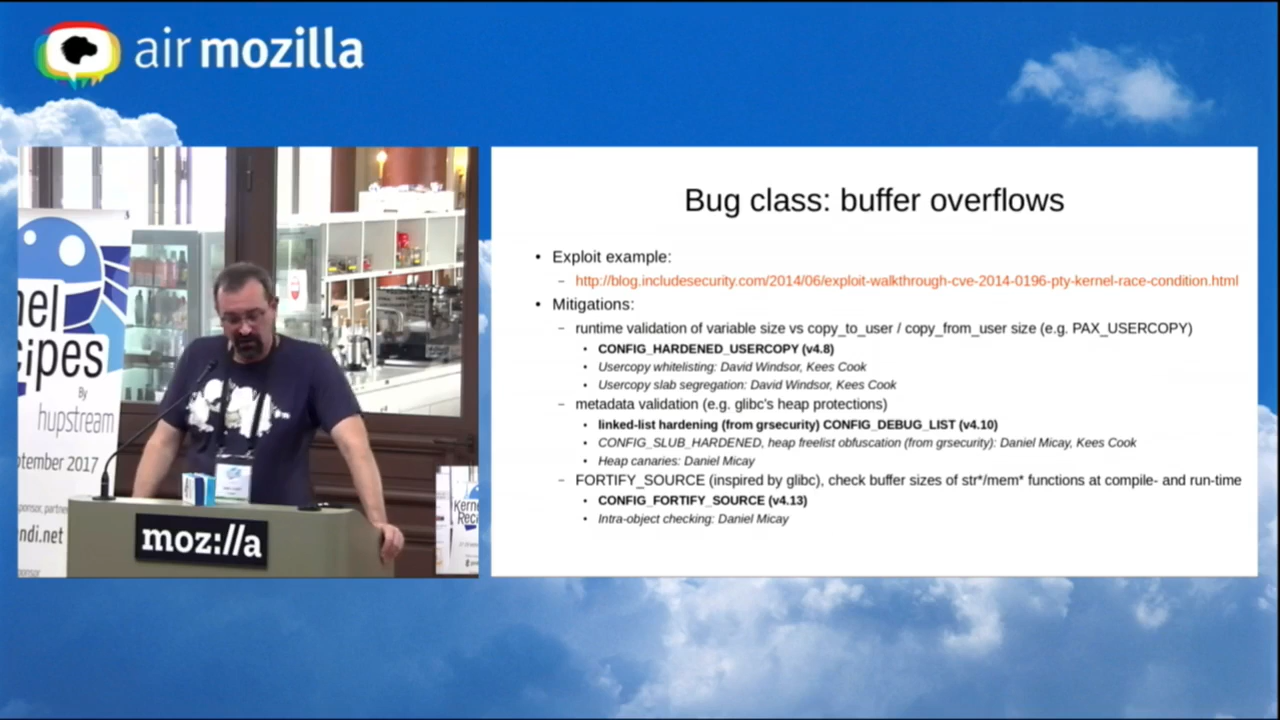 air mozilla
nel
cipes
By
hupstream
ptember 2017
onsor, partne
ndi.net
onsor
moz://a
Kerne
Reci
Bug class: buffer overflows
• Exploit example:
– http://blog.includesecurity.com/2014/06/exploit-walkthrough-cve-2014-0196-pty-kernel-race-condition.html
• Mitigations:
– runtime validation of variable size vs copy_to_user / copy_from_user size (e.g. PAX_USERCOPY)
• CONFIG_HARDENED_USERCOPY (v4.8)
• Usercopy whitelisting: David Windsor, Kees Cook
• Usercopy slab segregation: David Windsor, Kees Cook
– metadata validation (e.g. glibc's heap protections)
• linked-list hardening (from grsecurity) CONFIG_DEBUG_LIST (v4.10)
• CONFIG_SLUB_HARDENED, heap freelist obfuscation (from grsecurity): Daniel Micay, Kees Cook
• Heap canaries: Daniel Micay
– FORTIFY_SOURCE (inspired by glibc), check buffer sizes of str*/mem* functions at compile- and run-time
• CONFIG_FORTIFY_SOURCE (v4.13)
• Intra-object checking: Daniel Micay